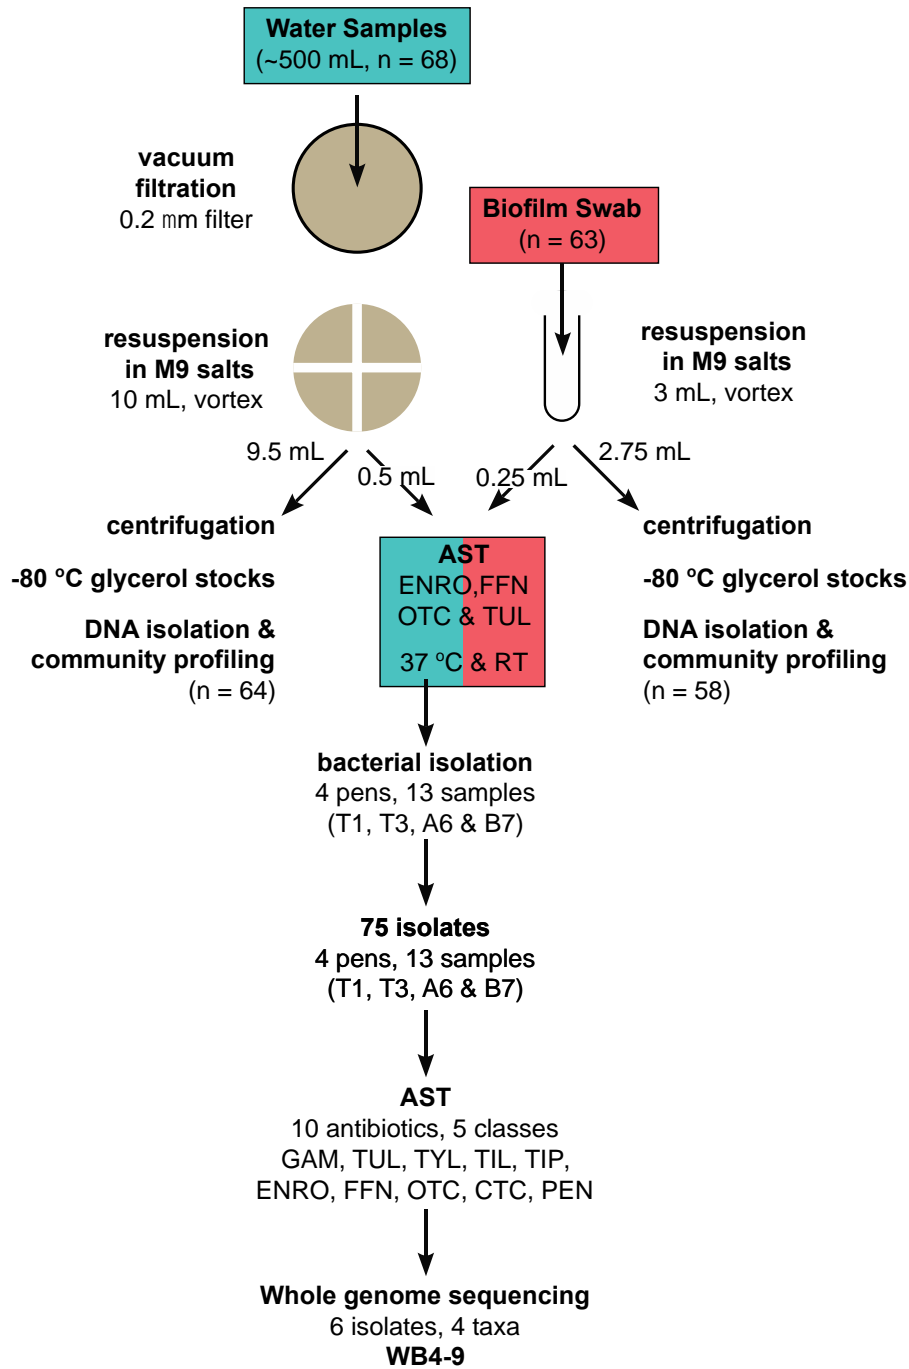 Water Samples
(~500 mL, n = 68)
vacuum
filtration
0.2 mm filter
Biofilm Swab
(n = 63)
resuspension
in M9 salts
10 mL, vortex
resuspension
in M9 salts
3 mL, vortex
9.5 mL
0.5 mL
0.25 mL
2.75 mL
centrifugation
-80 °C glycerol stocks
DNA isolation &
community profiling
(n = 64)
AST
ENRO,FFN
OTC & TUL
37 °C & RT
centrifugation
-80 °C glycerol stocks
DNA isolation &
community profiling
(n = 58)
bacterial isolation
4 pens, 13 samples
(T1, T3, A6 & B7)
75 isolates
4 pens, 13 samples
(T1, T3, A6 & B7)
AST
10 antibiotics, 5 classes
GAM, TUL, TYL, TIL, TIP,
ENRO, FFN, OTC, CTC, PEN
Whole genome sequencing
6 isolates, 4 taxa
WB4-9